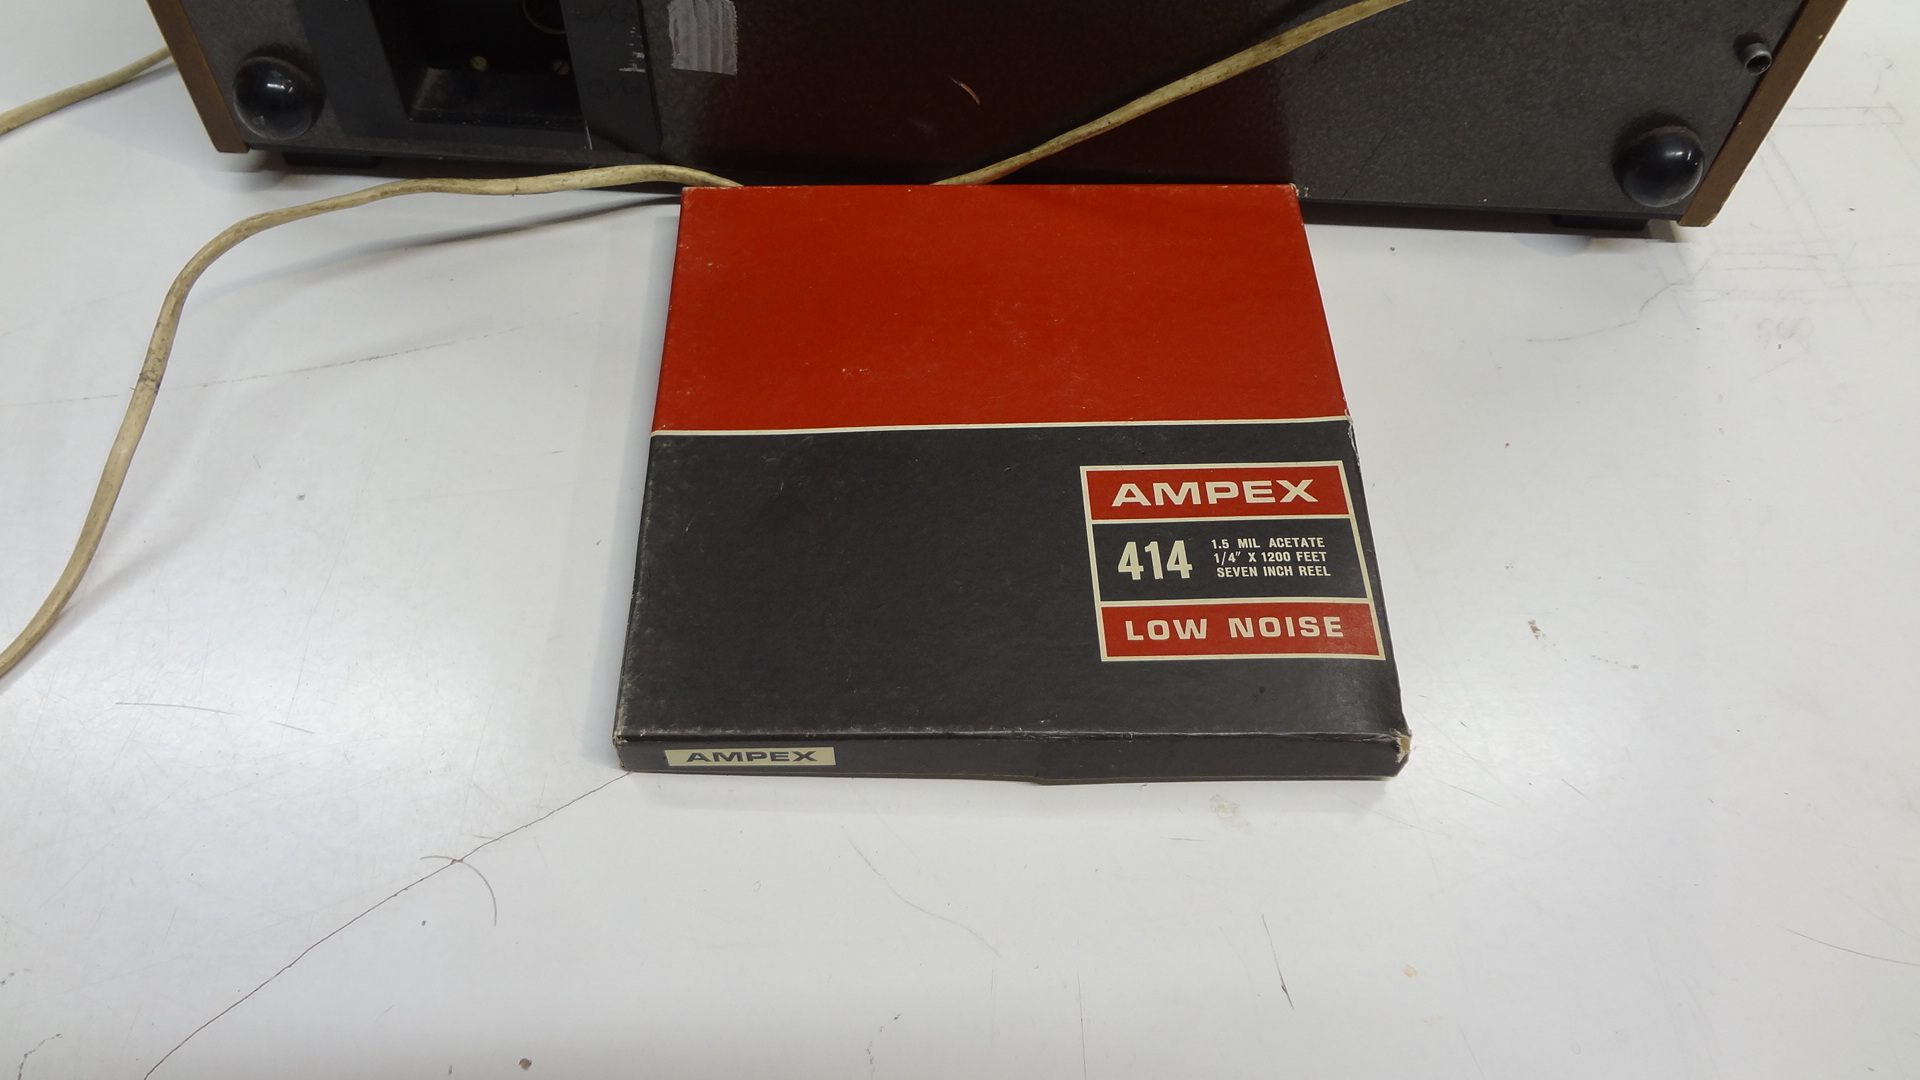 AMPEX
414
1.5 MIL ACETATE
1/4" X 1200 FEET
SEVEN INCH REEL
LOW NOISE
AMPEX